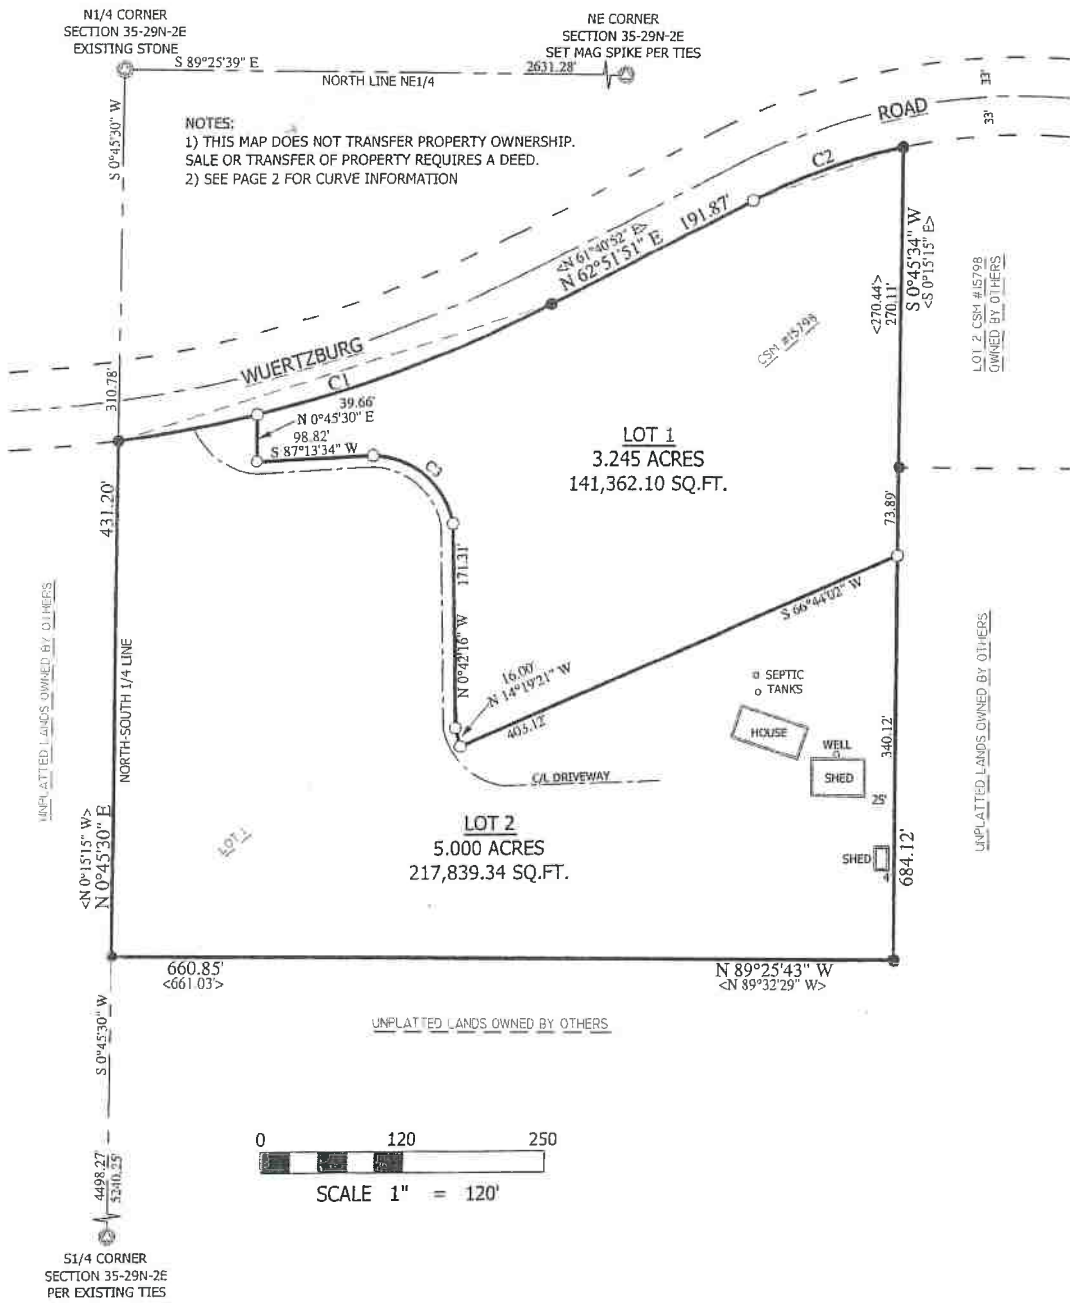 N1/4 CORNER
SECTION 35-29N-2E
EXISTING STONE
NE CORNER
SECTION 35-29N-2E
SET MAG SPIKE PER TIES
S 89°25'39" E
2631.28'
NORTH LINE NE1/4
S 0°45'30" W
NOTES:
1) THIS MAP DOES NOT TRANSFER PROPERTY OWNERSHIP.
SALE OR TRANSFER OF PROPERTY REQUIRES A DEED.
2) SEE PAGE 2 FOR CURVE INFORMATION
33'
33'
ROAD
C2
191.87'
<N 61°40'52" E>
N 62°51'51" E
S 0°45'34" W
<S 0°15'15" E>
<270.44'>
270.11'
LOT 2 CSM #15798
OWNED BY OTHERS
CSM #15798
WUERTZBURG
C1
310.78'
39.66'
N 0°45'30" E
98.82'
S 87°13'34" W
C3
LOT 1
3.245 ACRES
141,362.10 SQ.FT.
431.20'
73.89'
171.31'
N 0°42'16" W
S 66°44'02" W
UNPLATTED LANDS OWNED BY OTHERS
NORTH-SOUTH 1/4 LINE
16.00'
N 14°19'21" W
403.12'
SEPTIC
TANKS
HOUSE
WELL
SHED
25'
340.12'
UNPLATTED LANDS OWNED BY OTHERS
C/L DRIVEWAY
LOT 1
LOT 2
5.000 ACRES
217,839.34 SQ.FT.
SHED
4'
684.12'
<N 0°15'15" W>
N 0°45'30" E
660.85'
<661.03'>
N 89°25'43" W
<N 89°32'29" W>
UNPLATTED LANDS OWNED BY OTHERS
S 0°45'30" W
0 120 250
SCALE 1" = 120'
4498.27'
5240.25'
S1/4 CORNER
SECTION 35-29N-2E
PER EXISTING TIES